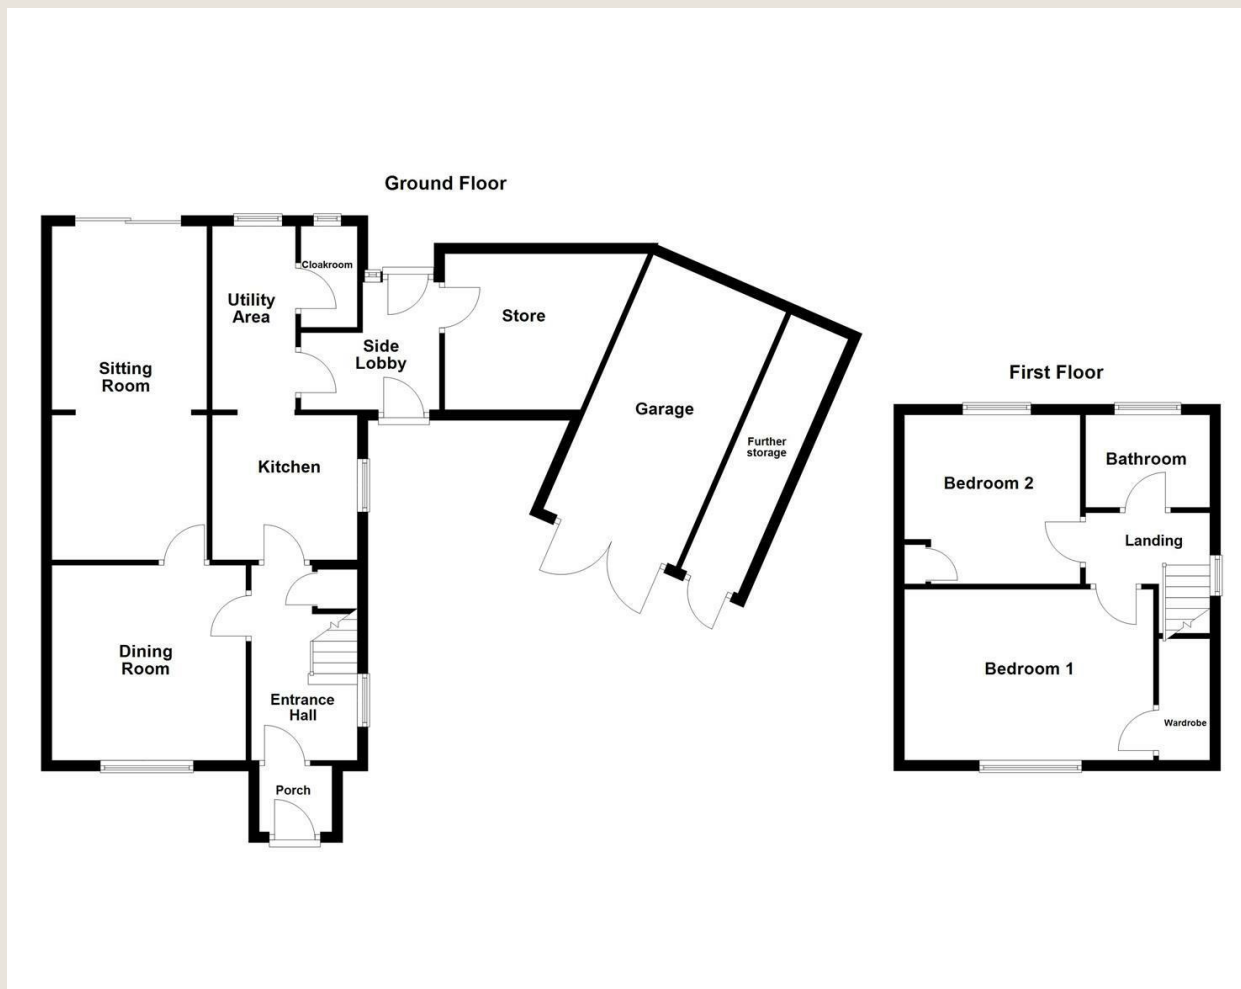 Ground Floor
Cloakroom
Utility
Area
Store
Side
Lobby
Sitting
Room
Garage
Further
storage
Kitchen
Dining
Room
Entrance
Hall
Porch
First Floor
Bathroom
Bedroom 2
Landing
Bedroom 1
Wardrobe